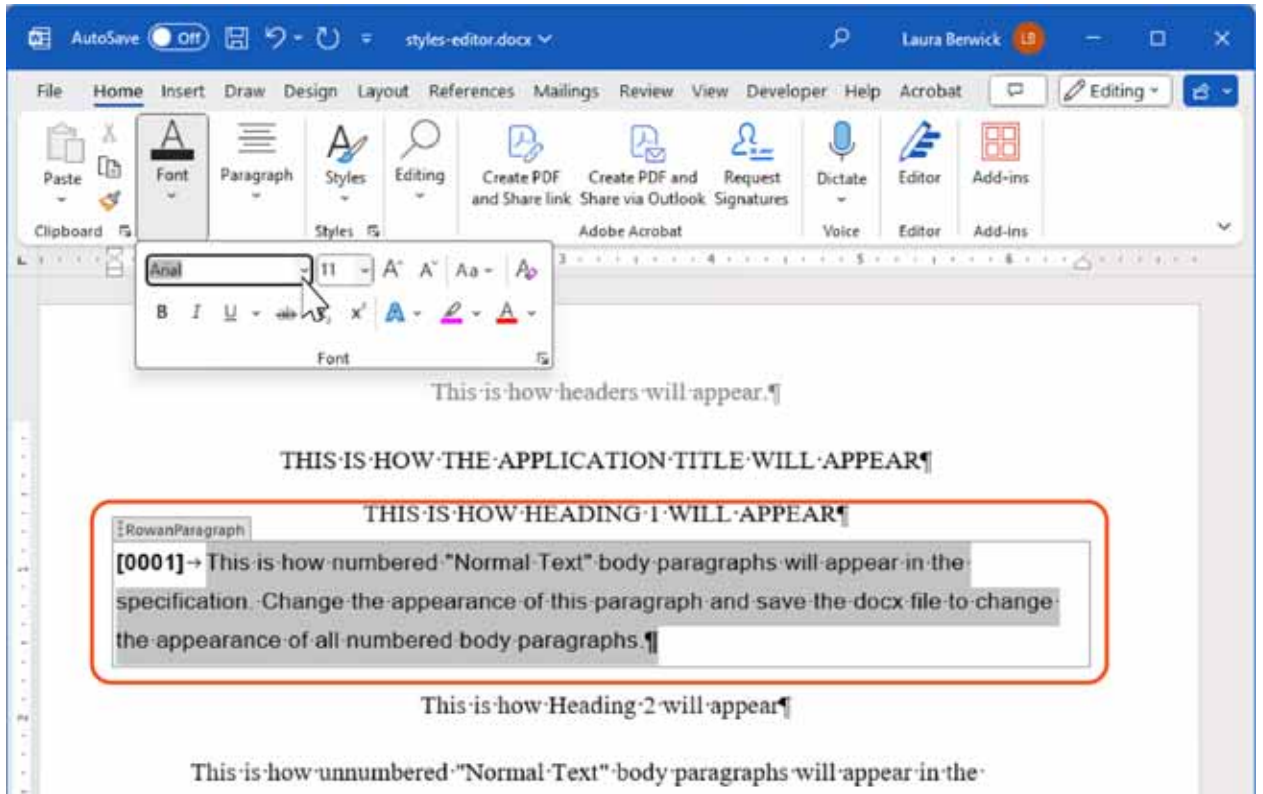 AutoSave Off styles-editor.docx Laura Berwick LB
File Home Insert Draw Design Layout References Mailings Review View Developer Help Acrobat Editing
Paste Font Paragraph Styles Editing Create PDF and Share link Create PDF and Share via Outlook Request Signatures Dictate Editor Add-ins
Clipboard Styles Adobe Acrobat Voice Editor Add-ins
3 4 5 6
Arial 11 A A Aa A
B I U ab x A A
Font
This is how headers will appear.¶
THIS IS HOW THE APPLICATION TITLE WILL APPEAR¶
THIS IS HOW HEADING 1 WILL APPEAR¶
RowanParagraph
[0001]→This is how numbered "Normal Text" body paragraphs will appear in the
specification. Change the appearance of this paragraph and save the docx file to change
the appearance of all numbered body paragraphs.¶
This is how Heading 2 will appear¶
This is how unnumbered "Normal Text" body paragraphs will appear in the